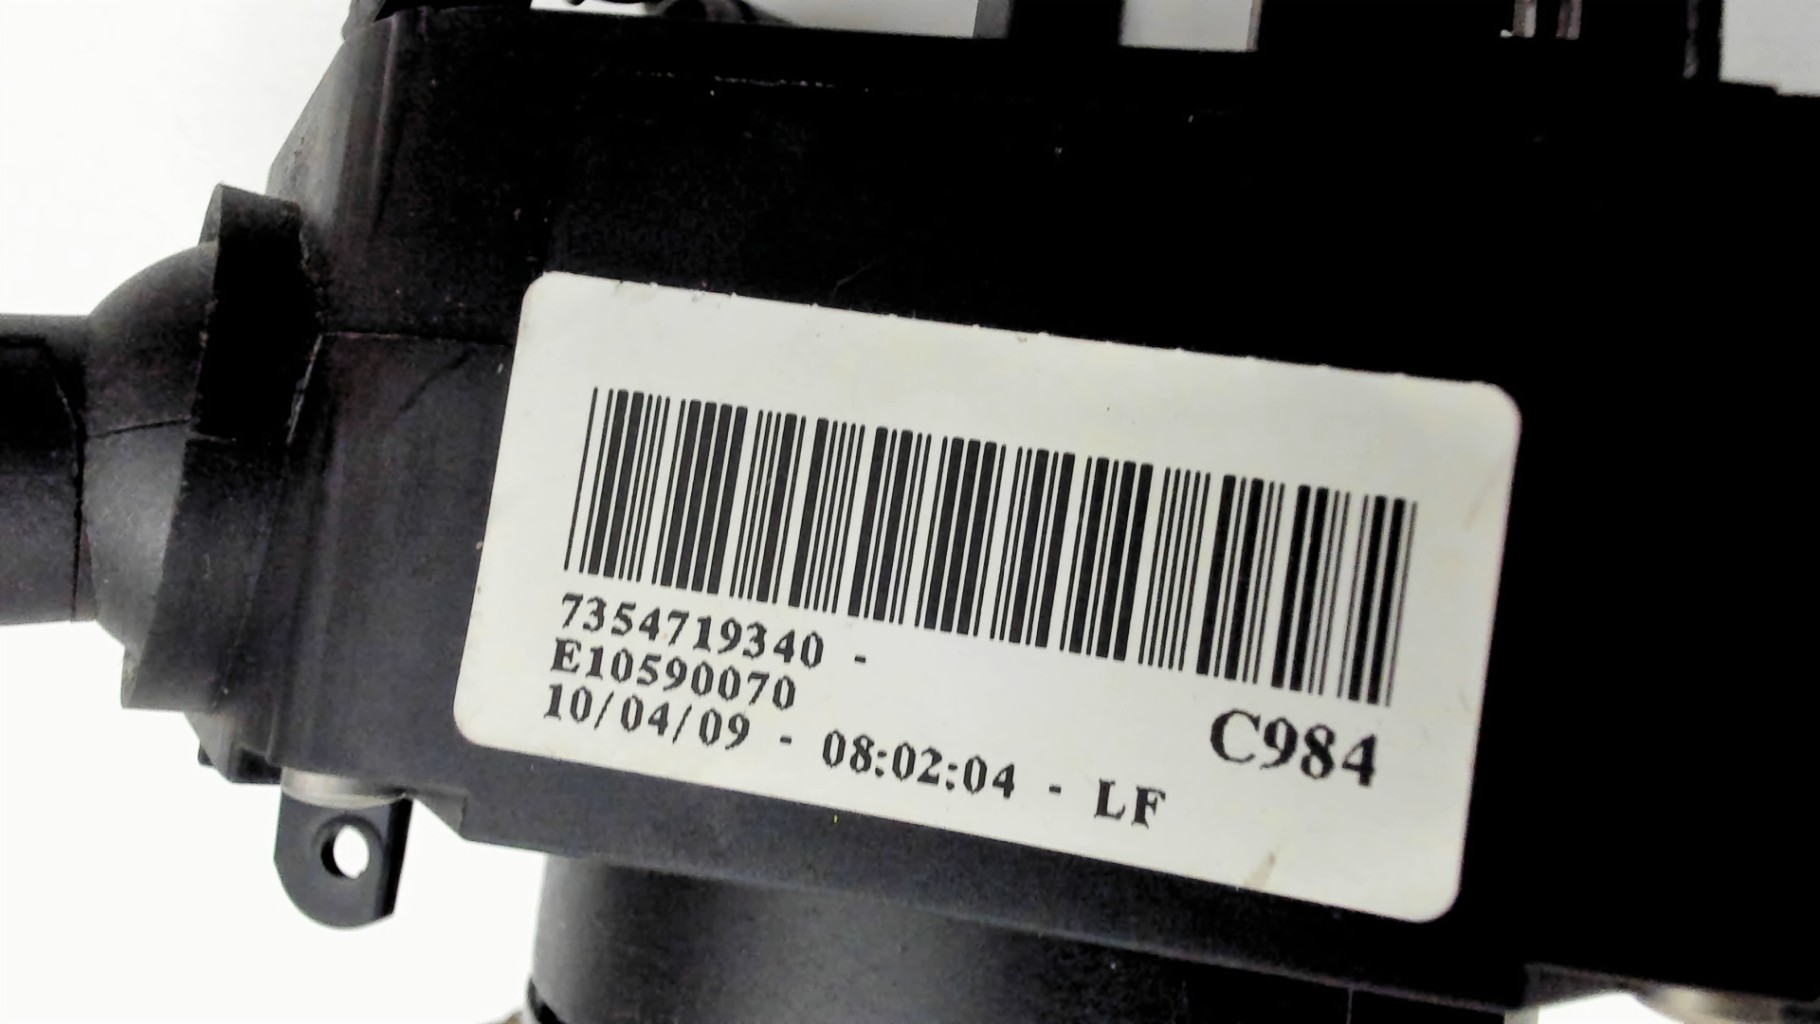 7354719340 -
E10590070
10/04/09 - 08:02:04 - LF
C984